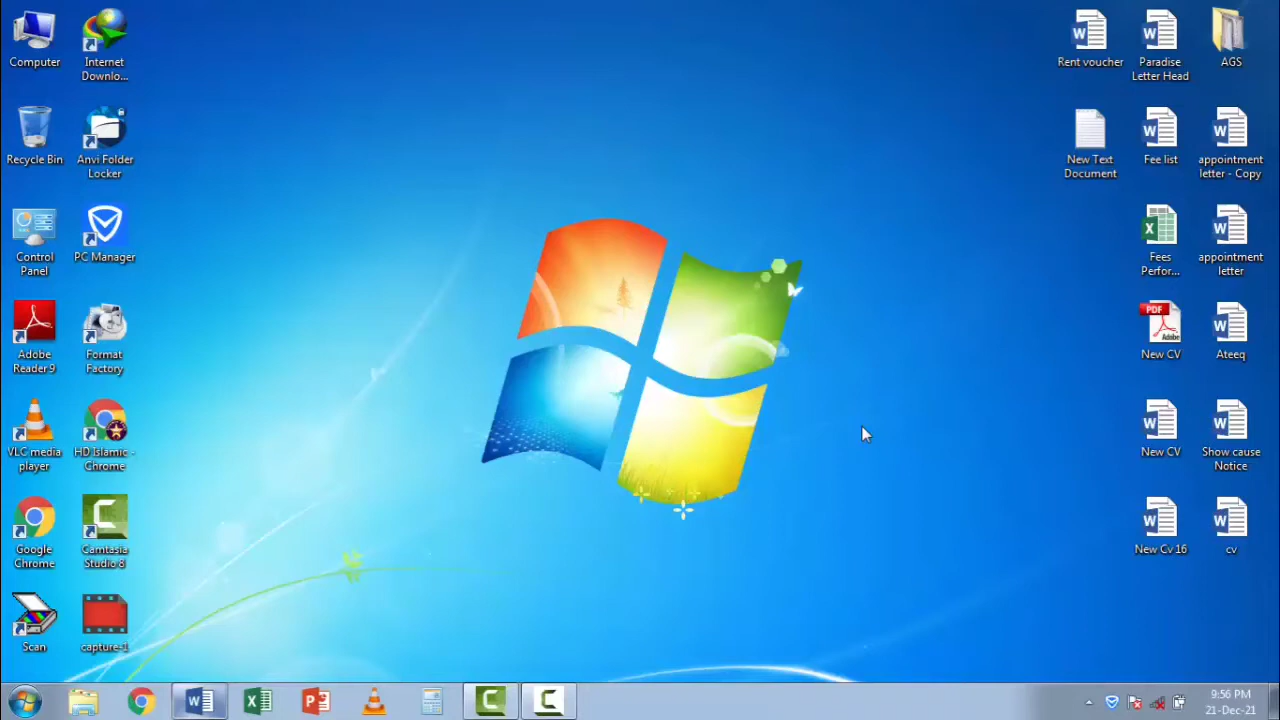 Computer
Internet
Downlo...
Recycle Bin
Anvi Folder
Locker
Control
Panel
PC Manager
Adobe
Reader 9
Format
Factory
VLC media
player
HD Islamic -
Chrome
Google
Chrome
Camtasia
Studio 8
Scan
capture-1
Rent voucher
Paradise
Letter Head
AGS
New Text
Document
Fee list
appointment
letter - Copy
Fees
Perfor...
appointment
letter
PDF
Adobe
New CV
Ateeq
New CV
Show cause
Notice
New Cv 16
cv
9:56 PM
21-Dec-21